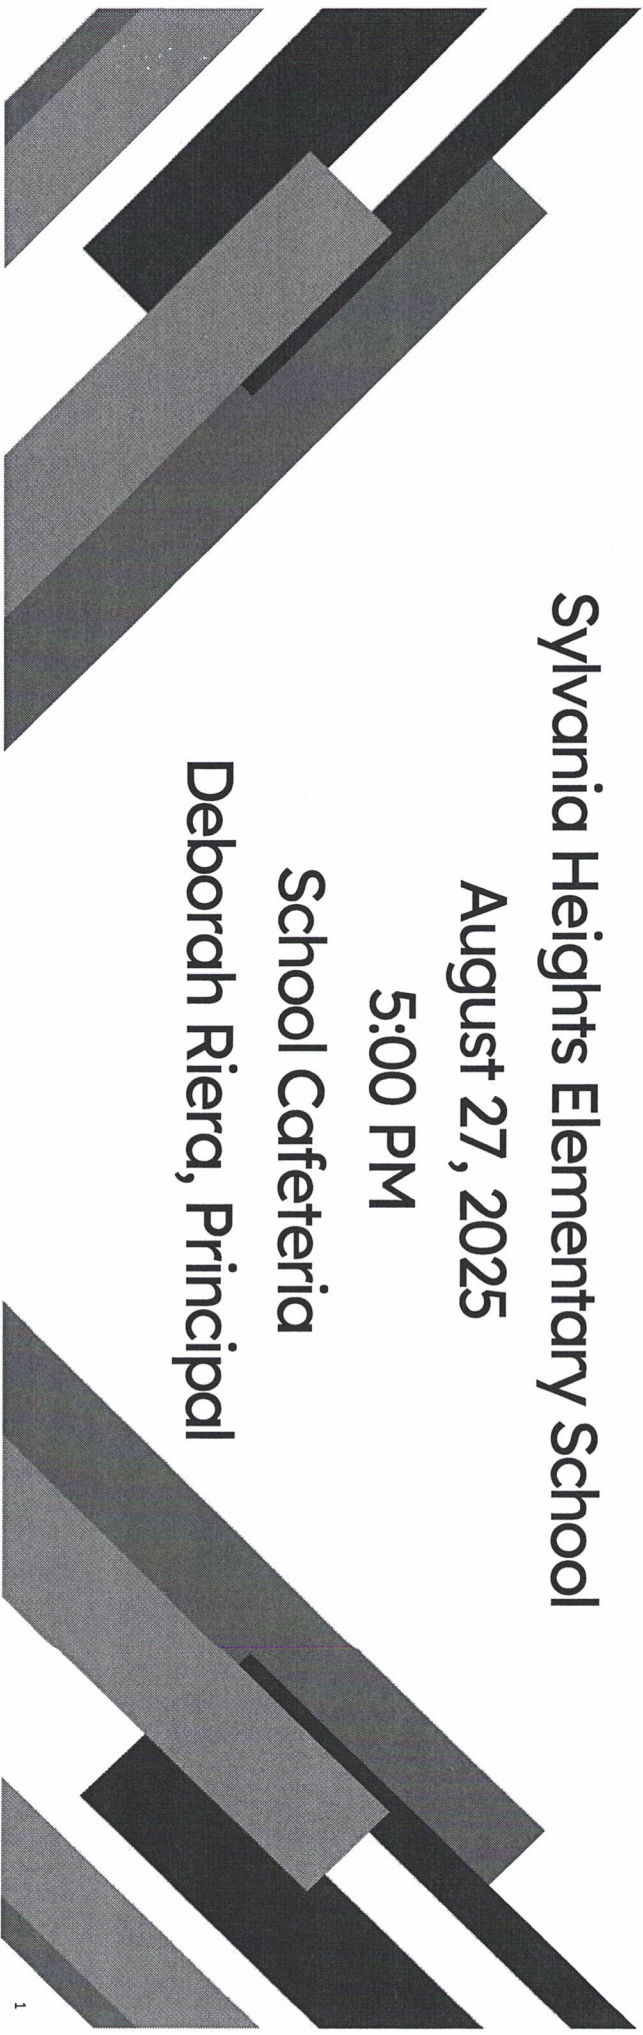 Sylvania Heights Elementary School
August 27, 2025
5:00 PM
School Cafeteria
Deborah Riera, Principal
1